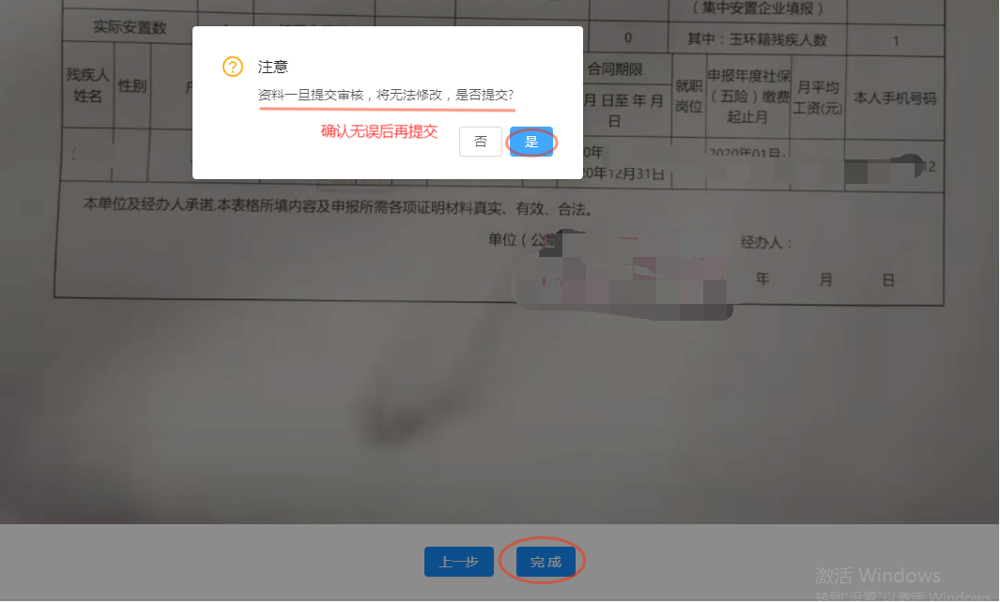 （集中安置企业填报）
实际安置数
0
其中：玉环籍残疾人数
1
残疾人
姓名
性别
合同期限
月 日至 年 月
日
就职
岗位
申报年度社保
（五险）缴费
起止月
月平均
工资(元)
本人手机号码
注意
资料一旦提交审核，将无法修改，是否提交?
确认无误后再提交
否
是
0年
20年12月31日
2020年01月-
12
本单位及经办人承诺,本表格所填内容及申报所需各项证明材料真实、有效、合法。
单位（公章
经办人：
年 月 日
上一步
完成
激活 Windows
转到"设置"以激活 Windows